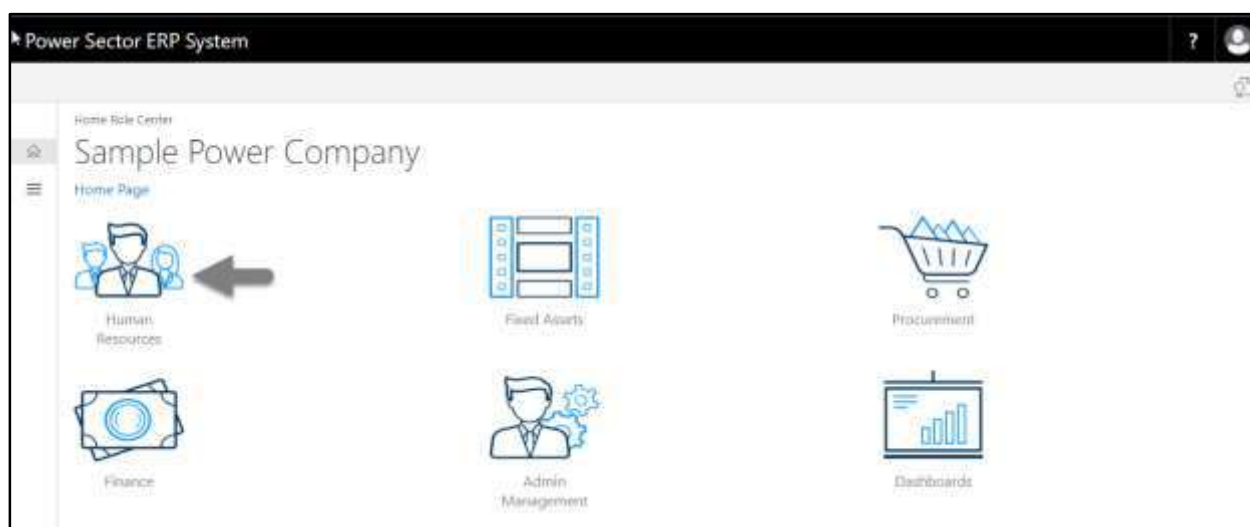 Power Sector ERP System
?
Home Role Center
Sample Power Company
Home Page
Human
Resources
Fixed Assets
Procurement
Finance
Admin
Management
Dashboards